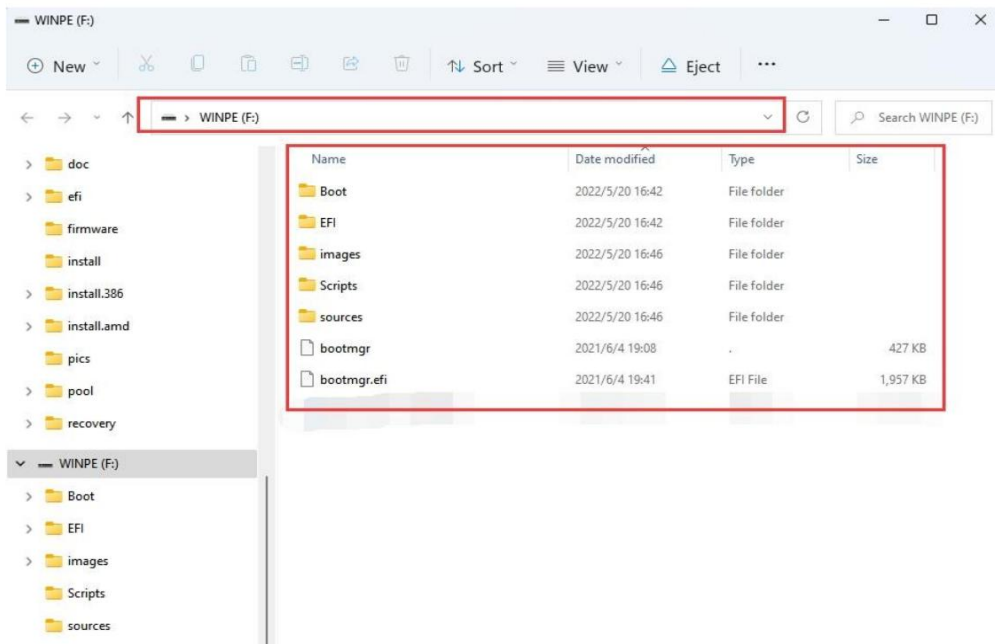 WINPE (F:)
New Sort View Eject ...
WINPE (F:) Search WINPE (F:)
doc
efi
firmware
install
install.386
install.amd
pics
pool
recovery
WINPE (F:)
Boot
EFI
images
Scripts
sources
Name Date modified Type Size
Boot 2022/5/20 16:42 File folder
EFI 2022/5/20 16:42 File folder
images 2022/5/20 16:46 File folder
Scripts 2022/5/20 16:46 File folder
sources 2022/5/20 16:46 File folder
bootmgr 2021/6/4 19:08 . 427 KB
bootmgr.efi 2021/6/4 19:41 EFI File 1,957 KB